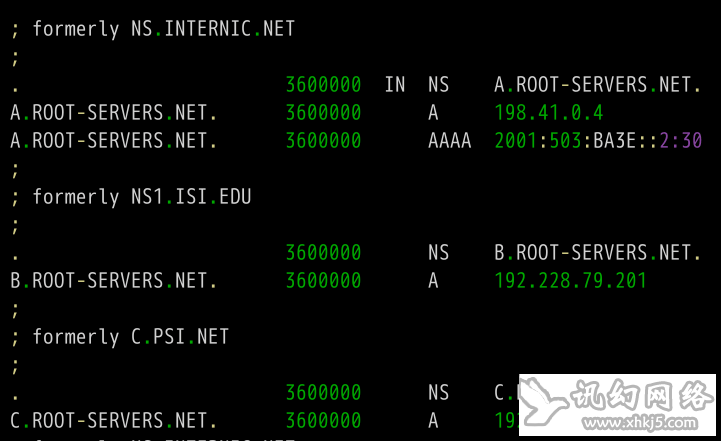 ; formerly NS.INTERNIC.NET
;
. 3600000 IN NS A.ROOT-SERVERS.NET.
A.ROOT-SERVERS.NET. 3600000 A 198.41.0.4
A.ROOT-SERVERS.NET. 3600000 AAAA 2001:503:BA3E::2:30
;
; formerly NS1.ISI.EDU
;
. 3600000 NS B.ROOT-SERVERS.NET.
B.ROOT-SERVERS.NET. 3600000 A 192.228.79.201
;
; formerly C.PSI.NET
;
. 3600000 NS
C.ROOT-SERVERS.NET. 3600000 A
讯幻网络
www.xhkj5.com